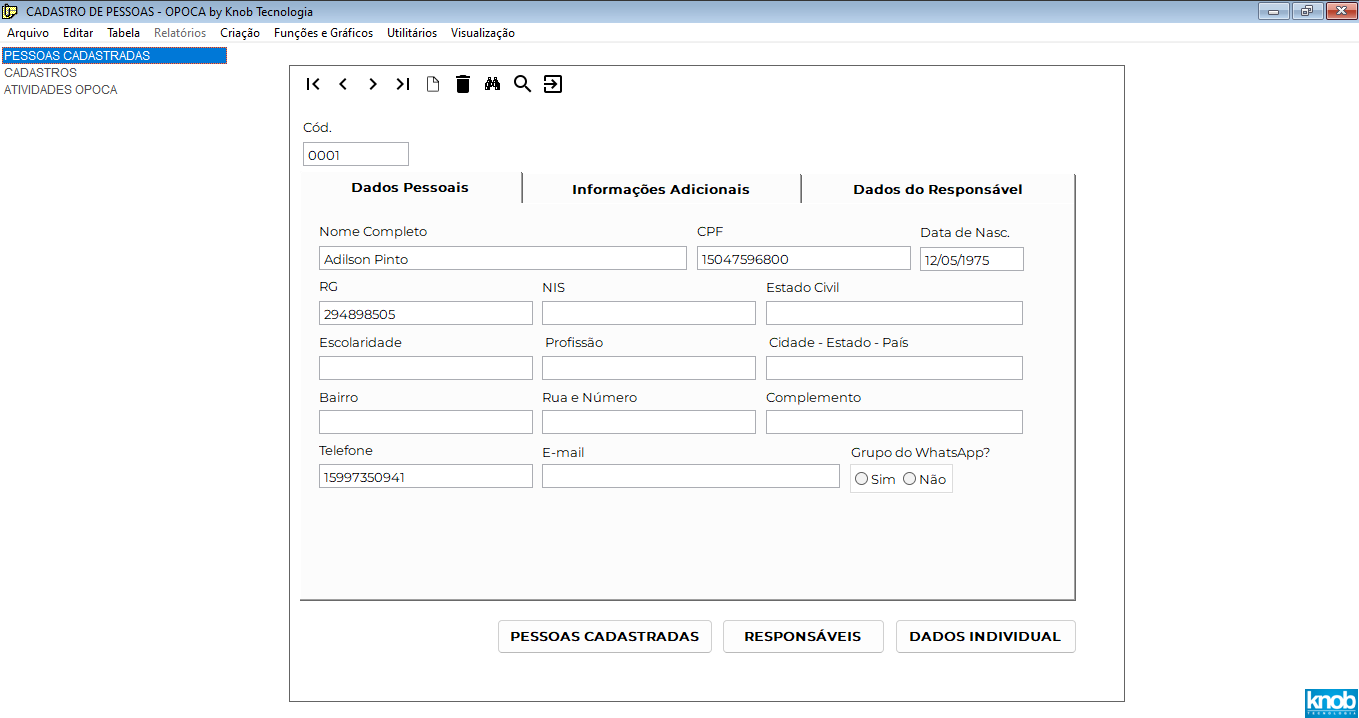 CADASTRO DE PESSOAS - OPOCA by Knob Tecnologia
Arquivo Editar Tabela Relatórios Criação Funções e Gráficos Utilitários Visualização
PESSOAS CADASTRADAS
CADASTROS
ATIVIDADES OPOCA
Cód.
0001
Dados Pessoais Informações Adicionais Dados do Responsável
Nome Completo CPF Data de Nasc.
Adilson Pinto 15047596800 12/05/1975
RG NIS Estado Civil
294898505
Escolaridade Profissão Cidade - Estado - País
Bairro Rua e Número Complemento
Telefone E-mail Grupo do WhatsApp?
15997350941 Sim Não
PESSOAS CADASTRADAS RESPONSÁVEIS DADOS INDIVIDUAL
knob
TECNOLOGIA